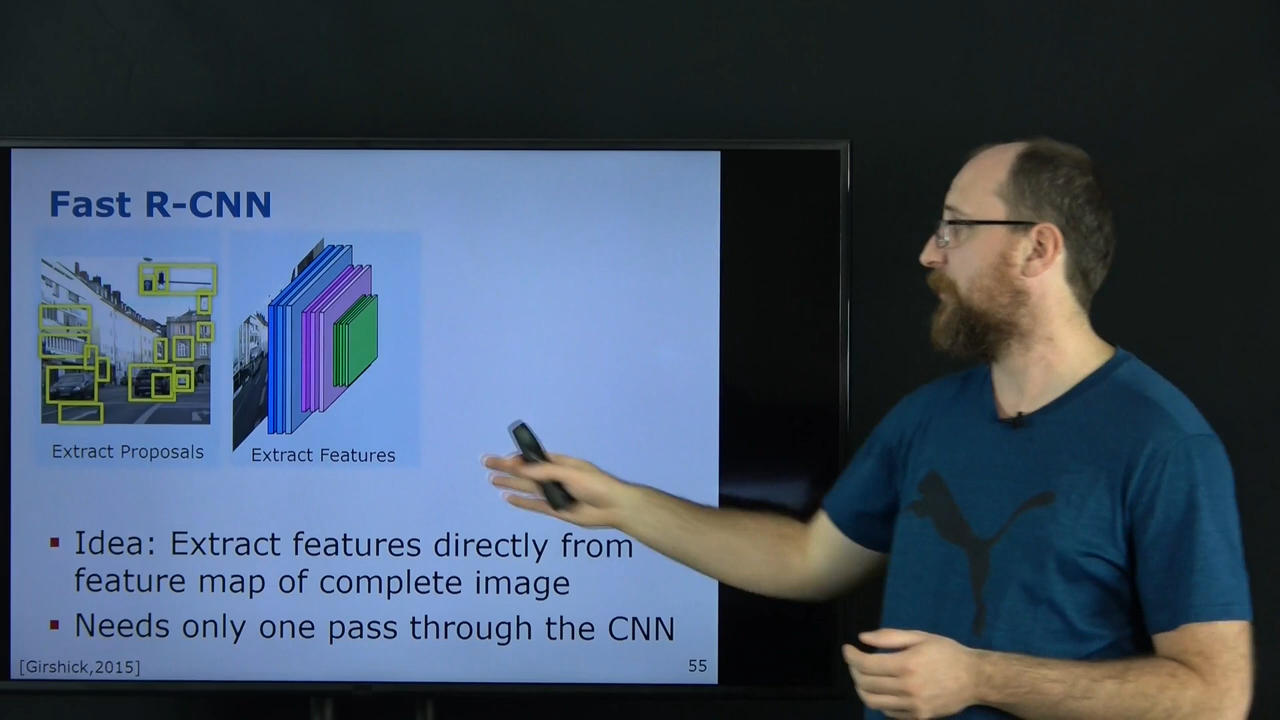 Fast R-CNN
Extract Proposals
Extract Features
▪ Idea: Extract features directly from
feature map of complete image
▪ Needs only one pass through the CNN
[Girshick,2015]
55